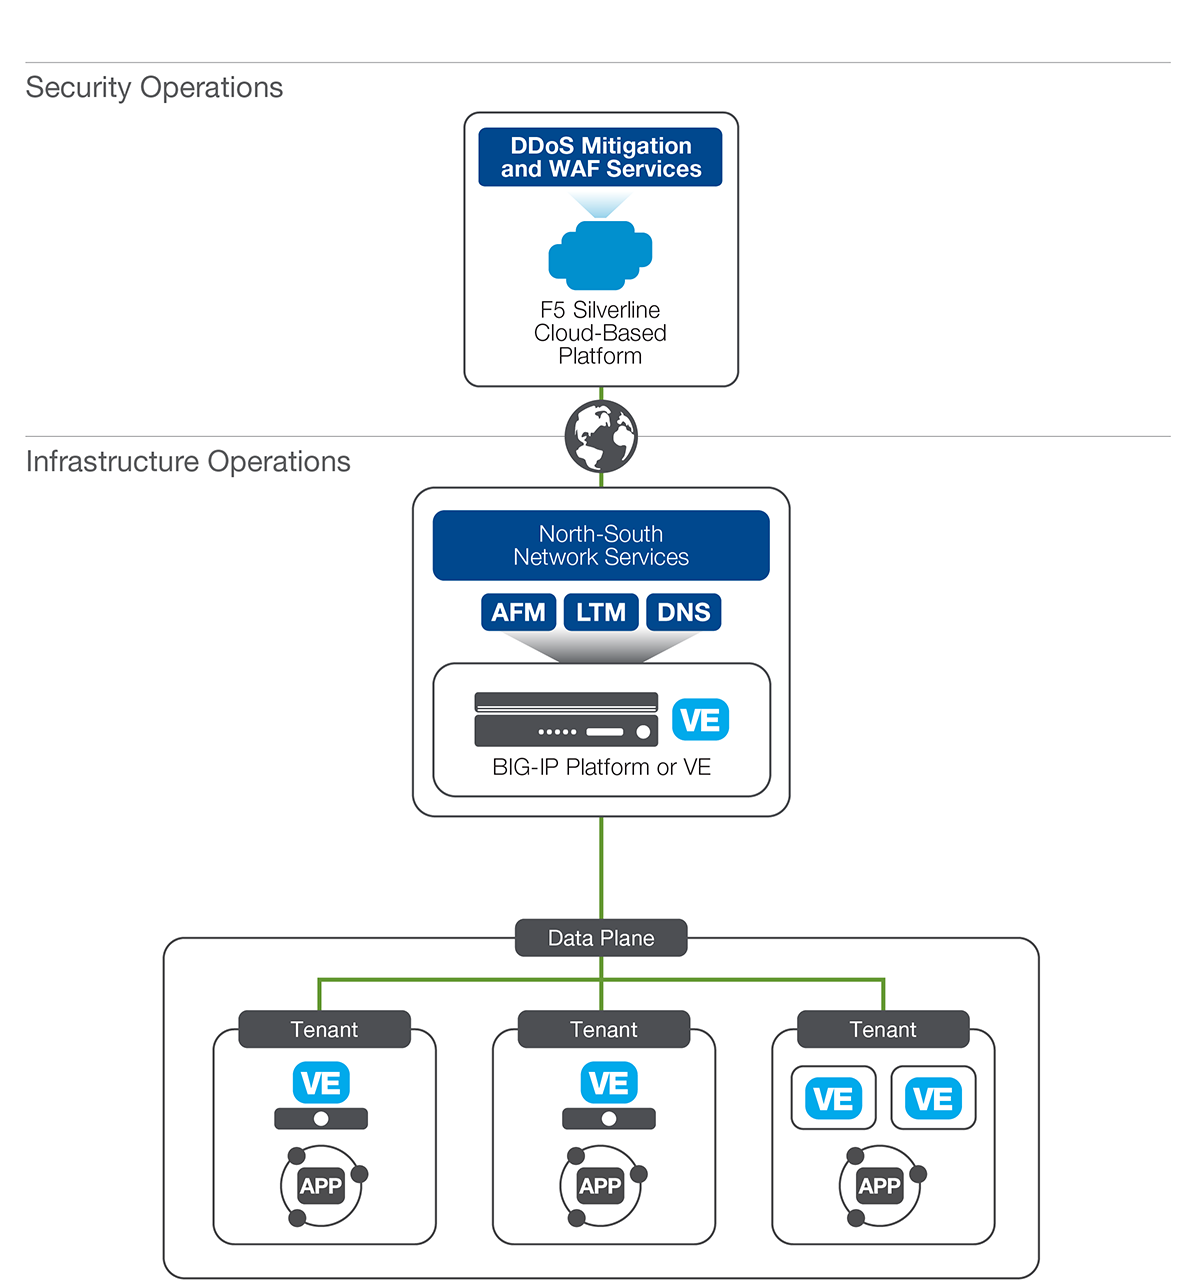 Security Operations
DDoS Mitigation
and WAF Services
F5 Silverline
Cloud-Based
Platform
Infrastructure Operations
North-South
Network Services
AFM LTM DNS
VE
BIG-IP Platform or VE
Data Plane
Tenant Tenant Tenant
VE VE VE VE
APP APP APP